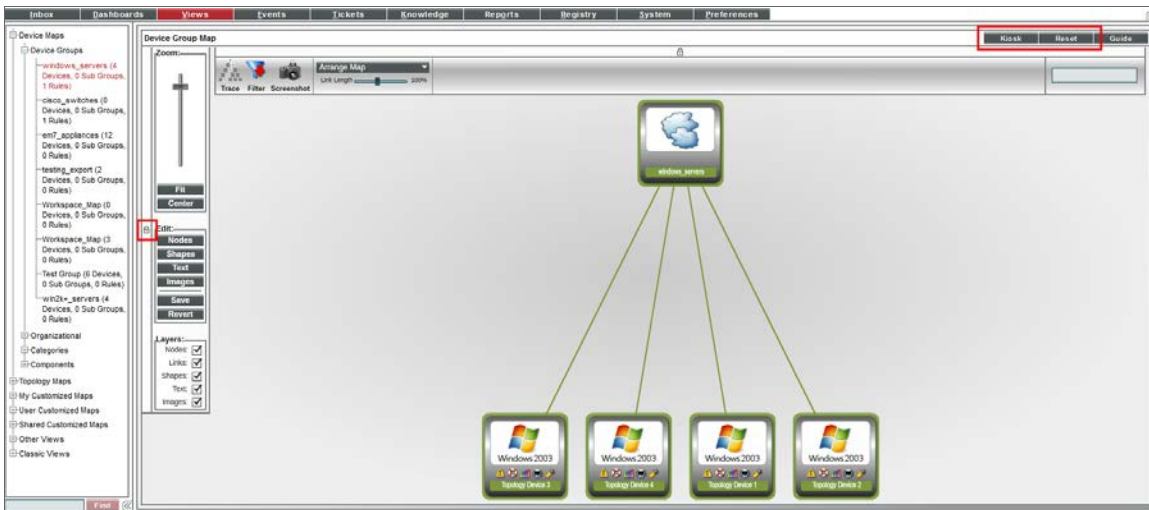 Inbox Dashboards Views Events Tickets Knowledge Reports Registry System Preferences
Device Maps
Device Groups
windows_servers (4
Devices, 0 Sub Groups,
1 Rules)
cisco_switches (0
Devices, 0 Sub Groups,
1 Rules)
em7_appliances (12
Devices, 0 Sub Groups,
0 Rules)
testing_export (2
Devices, 0 Sub Groups,
0 Rules)
Workspace_Map (0
Devices, 0 Sub Groups,
0 Rules)
Workspace_Map (3
Devices, 0 Sub Groups,
0 Rules)
Test Group (6 Devices,
0 Sub Groups, 0 Rules)
win2k+_servers (4
Devices, 0 Sub Groups,
0 Rules)
Organizational
Categories
Components
Topology Maps
My Customized Maps
User Customized Maps
Shared Customized Maps
Other Views
Classic Views
Find
Device Group Map
Kiosk Reset Guide
Zoom:
Fit
Center
Edit:
Nodes
Shapes
Text
Images
Save
Revert
Layers:
Nodes:
Links:
Shapes:
Text:
Images:
Trace Filter Screenshot
Arrange Map
Link Length 100%
windows_servers
Windows 2003 Windows 2003 Windows 2003 Windows 2003
Topology Device 3 Topology Device 4 Topology Device 1 Topology Device 2